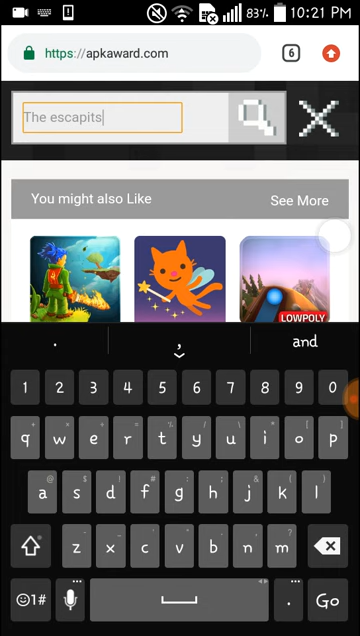 83% 10:21 PM
https://apkaward.com 6
The escapits
You might also Like See More
LOWPOLY
. , and
1 2 3 4 5 6 7 8 9 0
q w e r t y u i o p
a s d f g h j k l
z x c v b n m
☺1# . Go